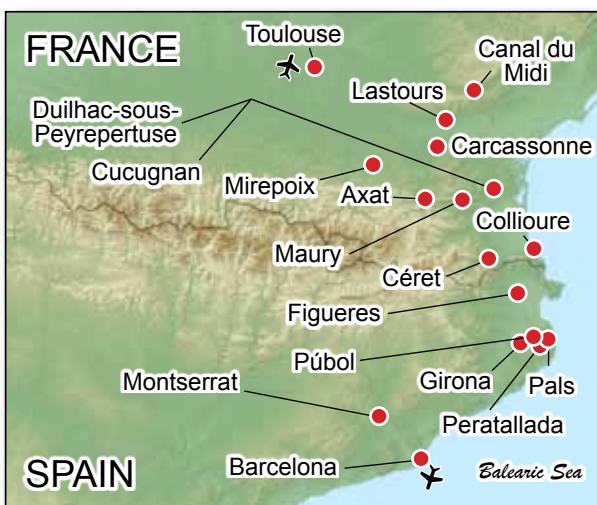 FRANCE
Toulouse
Canal du
Midi
Lastours
Duilhac-sous-
Peyrepertuse
Cucugnan
Carcassonne
Mirepoix
Axat
Collioure
Maury
Céret
Figueres
Púbol
Girona
Pals
Montserrat
Peratallada
SPAIN
Barcelona
Balearic Sea